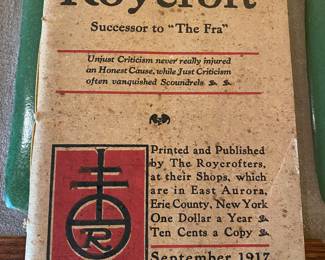 Roycroft
Successor to "The Fra"
Unjust Criticism never really injured
an Honest Cause, while Just Criticism
often vanquished Scoundrels
Printed and Published
by The Roycrofters,
at their Shops, which
are in East Aurora,
Erie County, New York
One Dollar a Year
Ten Cents a Copy
R
September 1917